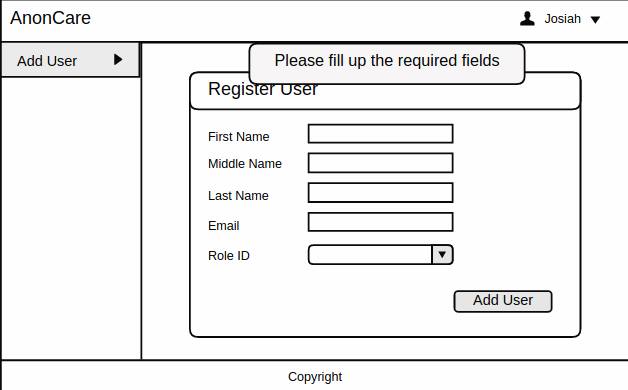 AnonCare
Josiah
Add User
Please fill up the required fields
Register User
First Name
Middle Name
Last Name
Email
Role ID
Add User
Copyright